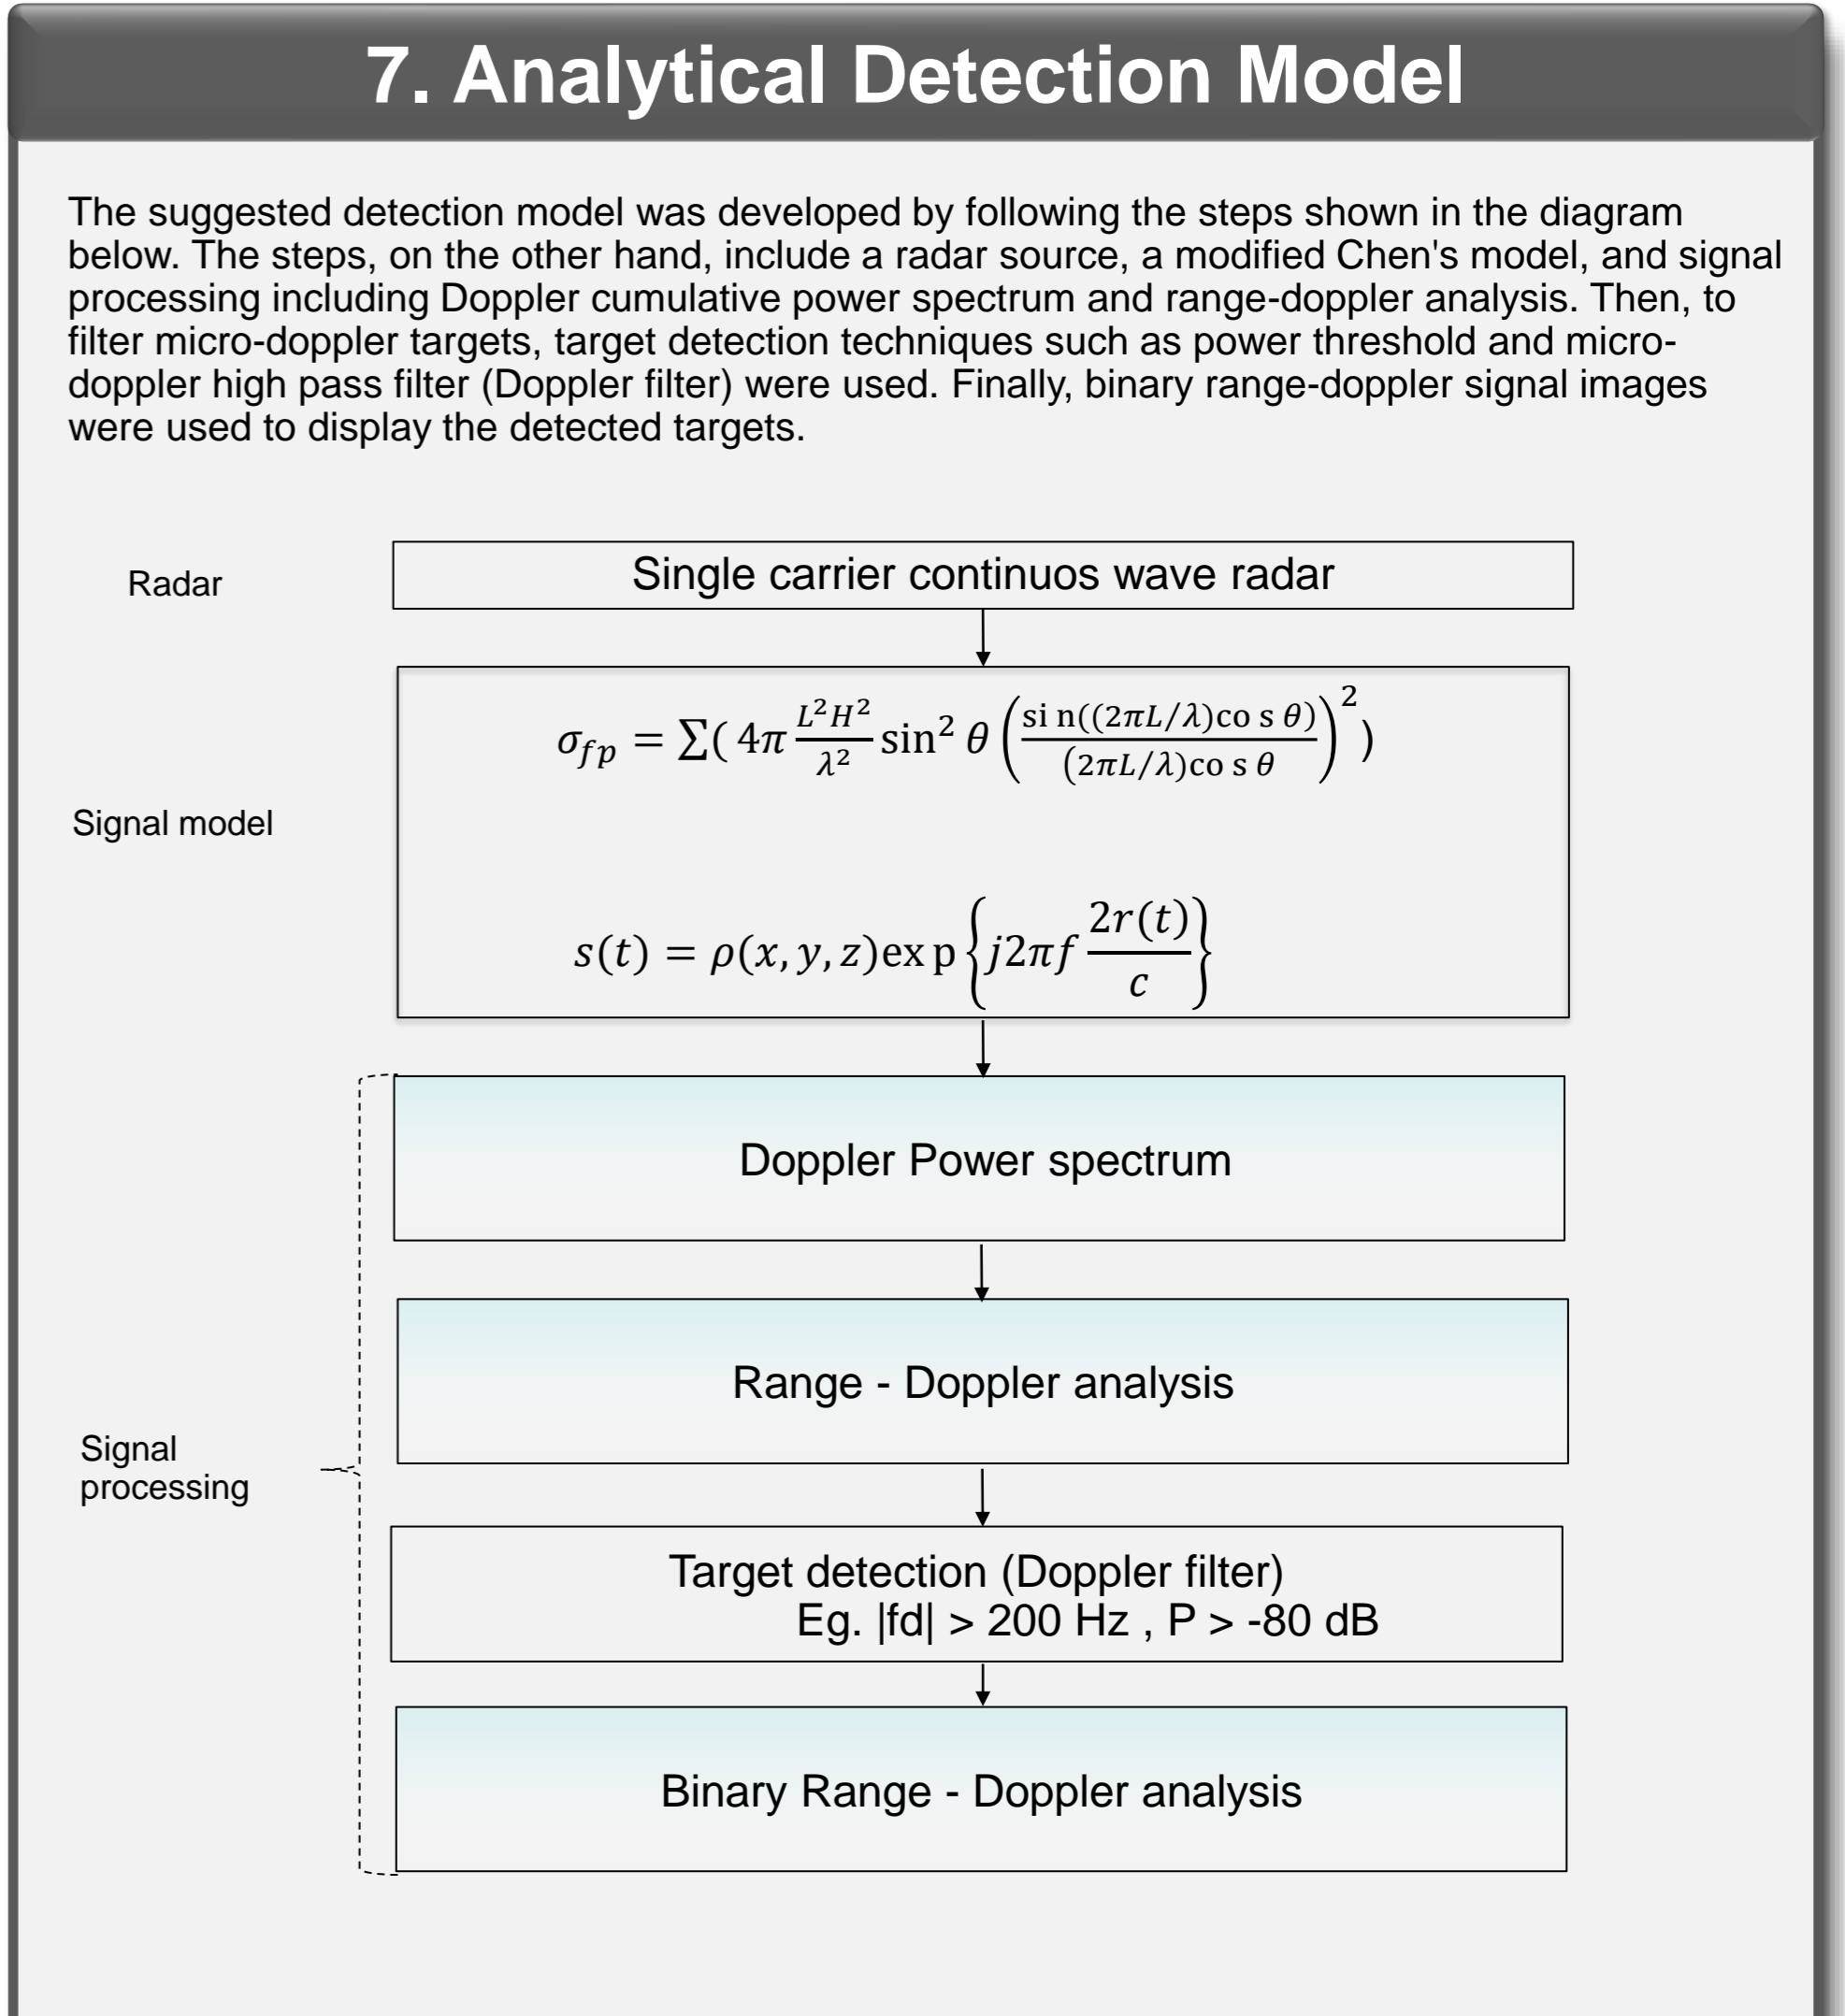 7. Analytical Detection Model
The suggested detection model was developed by following the steps shown in the diagram
below. The steps, on the other hand, include a radar source, a modified Chen's model, and signal
processing including Doppler cumulative power spectrum and range-doppler analysis. Then, to
filter micro-doppler targets, target detection techniques such as power threshold and micro-
doppler high pass filter (Doppler filter) were used. Finally, binary range-doppler signal images
were used to display the detected targets.
Radar
Single carrier continuos wave radar
σ_{fp} = ∑( 4π \frac{L²H²}{λ²} sin² θ (\frac{si n((2πL/λ)co s θ)}{(2πL/λ)co s θ})² )
Signal model
s(t) = ρ(x, y, z)ex p {j2πf \frac{2r(t)}{c}}
Doppler Power spectrum
Range - Doppler analysis
Signal
processing
Target detection (Doppler filter)
Eg. |fd| > 200 Hz , P > -80 dB
Binary Range - Doppler analysis